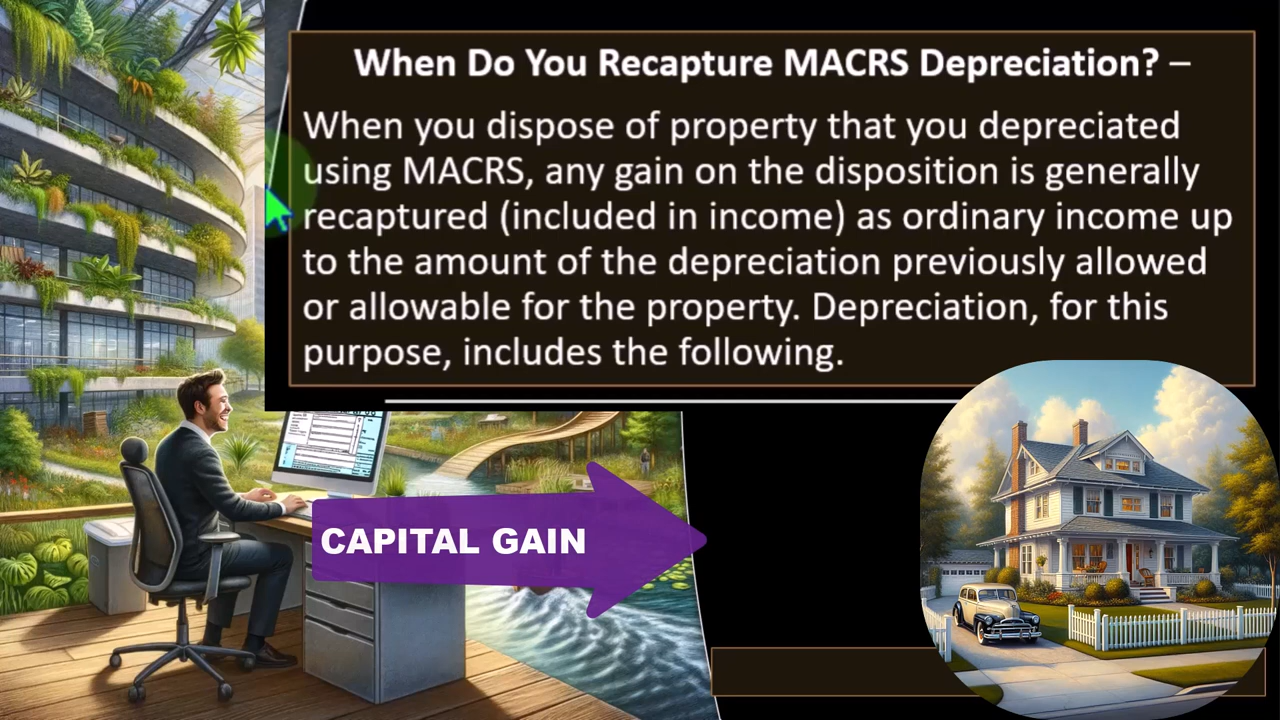 When Do You Recapture MACRS Depreciation? –
When you dispose of property that you depreciated
using MACRS, any gain on the disposition is generally
recaptured (included in income) as ordinary income up
to the amount of the depreciation previously allowed
or allowable for the property. Depreciation, for this
purpose, includes the following.
CAPITAL GAIN